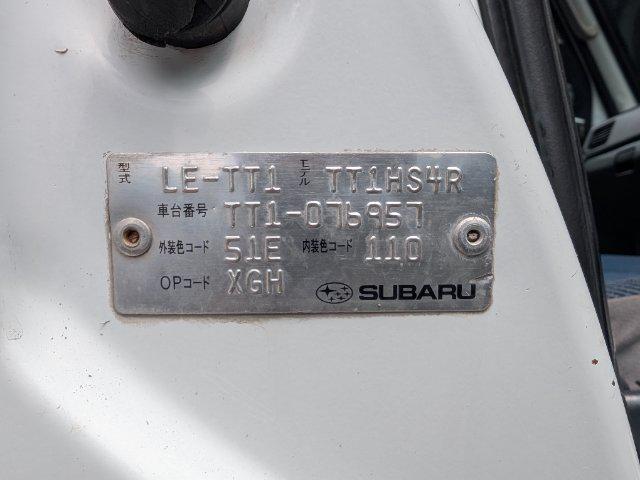 型式 LE-TT1 モデル TT1HS4R
車台番号 TT1-076957
外装色コード 51E 内装色コード 110
OPコード XGH SUBARU